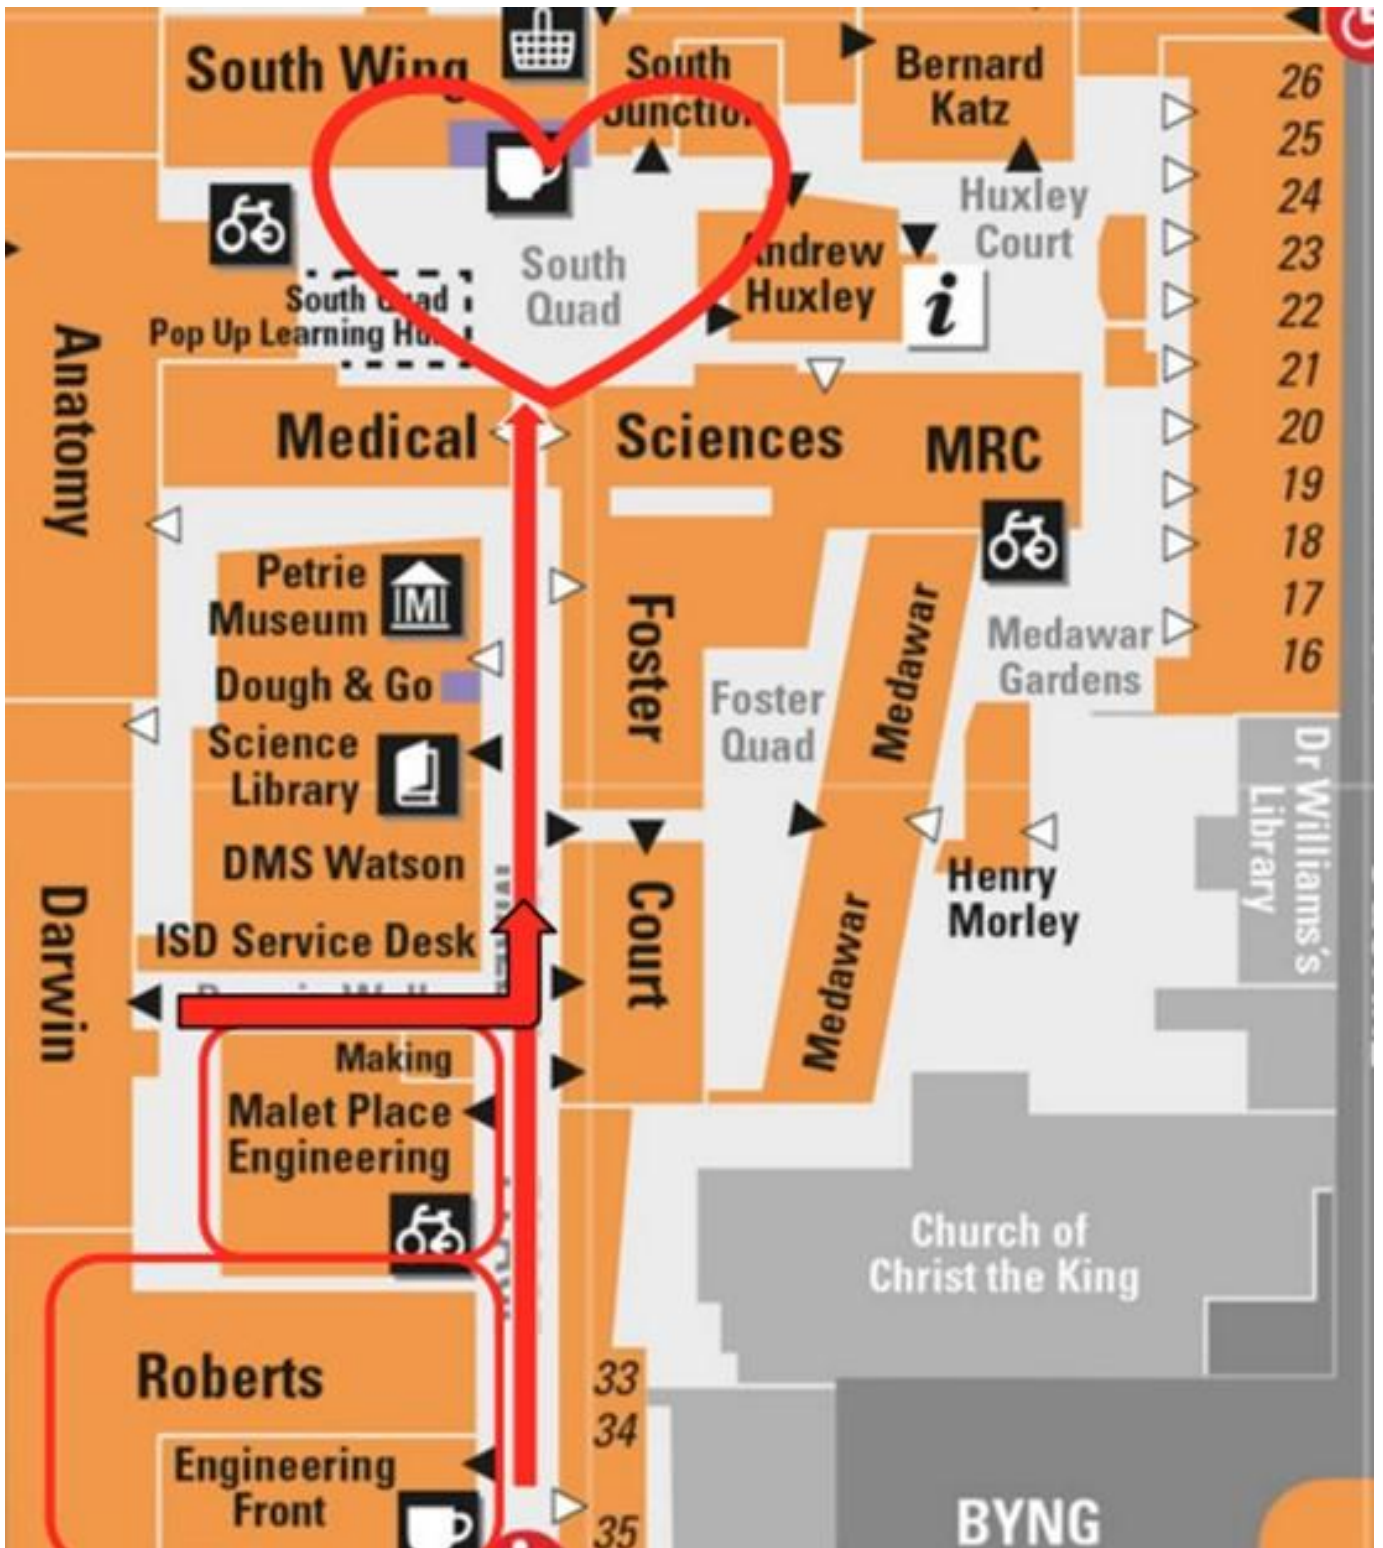 South Wing
South
Junction
Bernard
Katz
26
25
24
23
22
21
20
19
18
17
16
Huxley
Court
South
Quad
Andrew
Huxley
i
South Quad
Pop Up Learning Hub
Anatomy
Medical
Sciences
MRC
Petrie
Museum
M
Dough & Go
Science
Library
DMS Watson
ISD Service Desk
Foster
Court
Foster
Quad
Medawar
Medawar
Medawar
Gardens
Henry
Morley
Dr Williams's
Library
Darwin
Making
Malet Place
Engineering
Church of
Christ the King
Roberts
Engineering
Front
33
34
35
BYNG